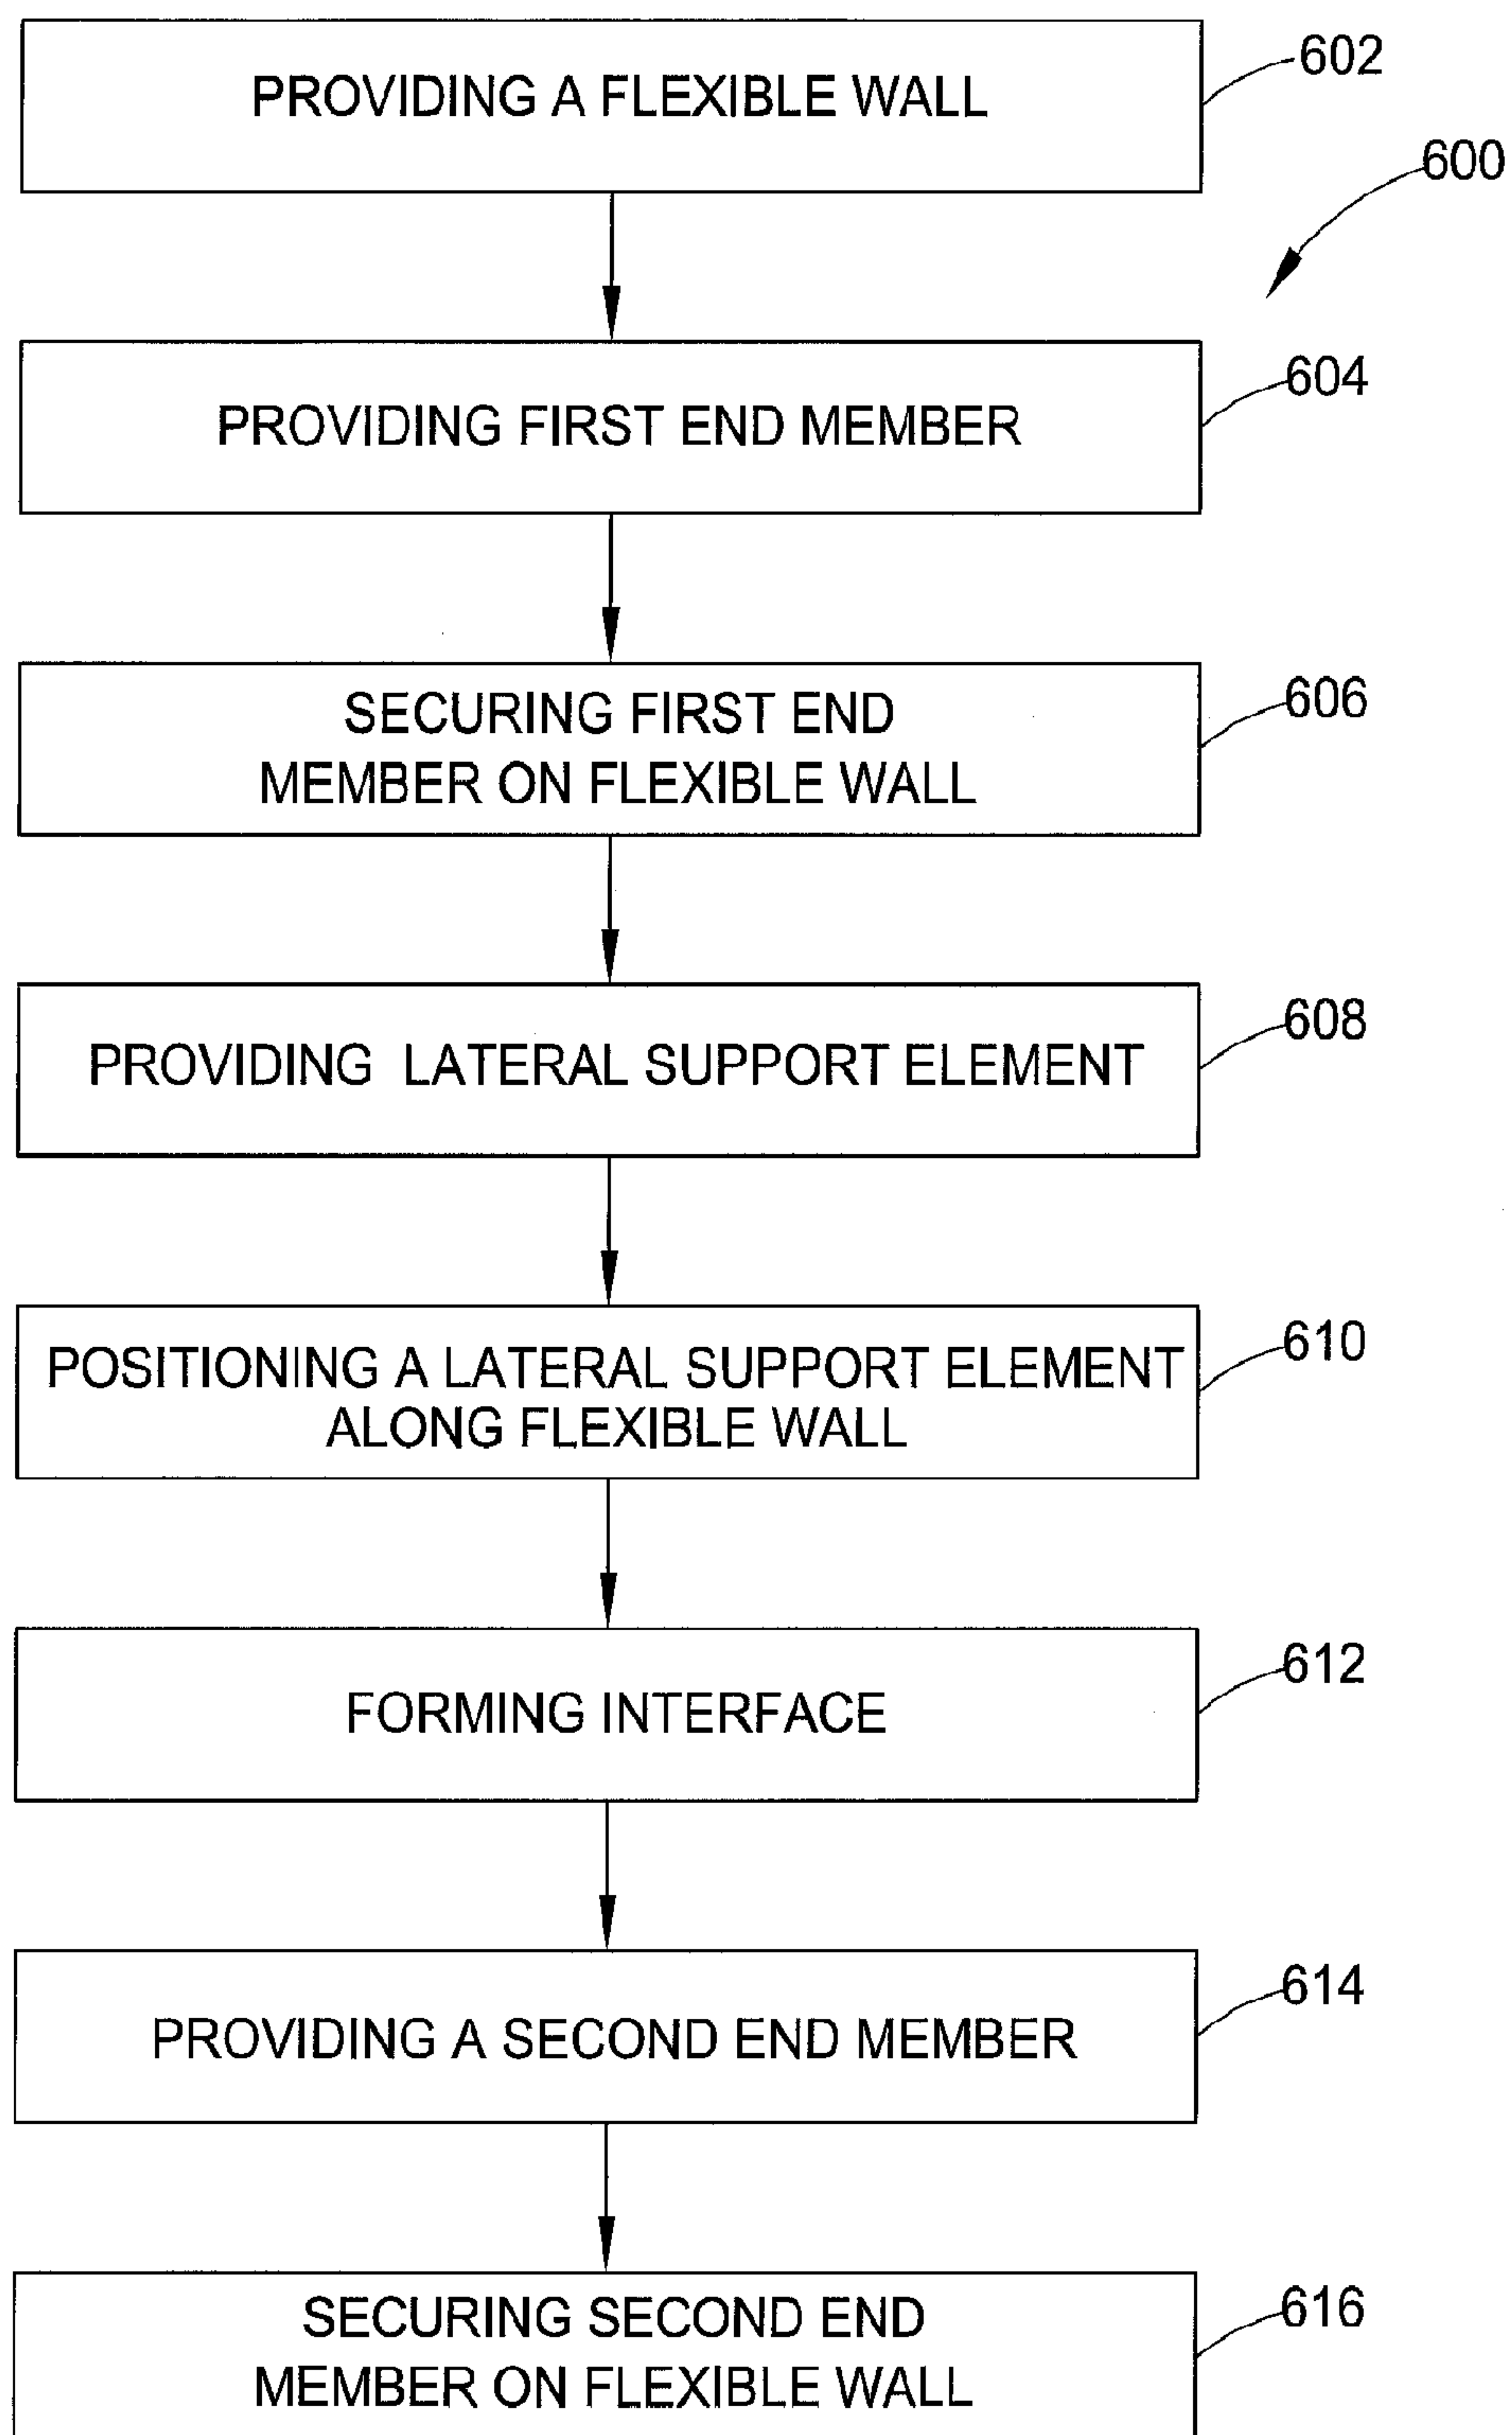 PROVIDING A FLEXIBLE WALL
602
600
PROVIDING FIRST END MEMBER
604
SECURING FIRST END
MEMBER ON FLEXIBLE WALL
606
PROVIDING LATERAL SUPPORT ELEMENT
608
POSITIONING A LATERAL SUPPORT ELEMENT
ALONG FLEXIBLE WALL
610
FORMING INTERFACE
612
PROVIDING A SECOND END MEMBER
614
SECURING SECOND END
MEMBER ON FLEXIBLE WALL
616